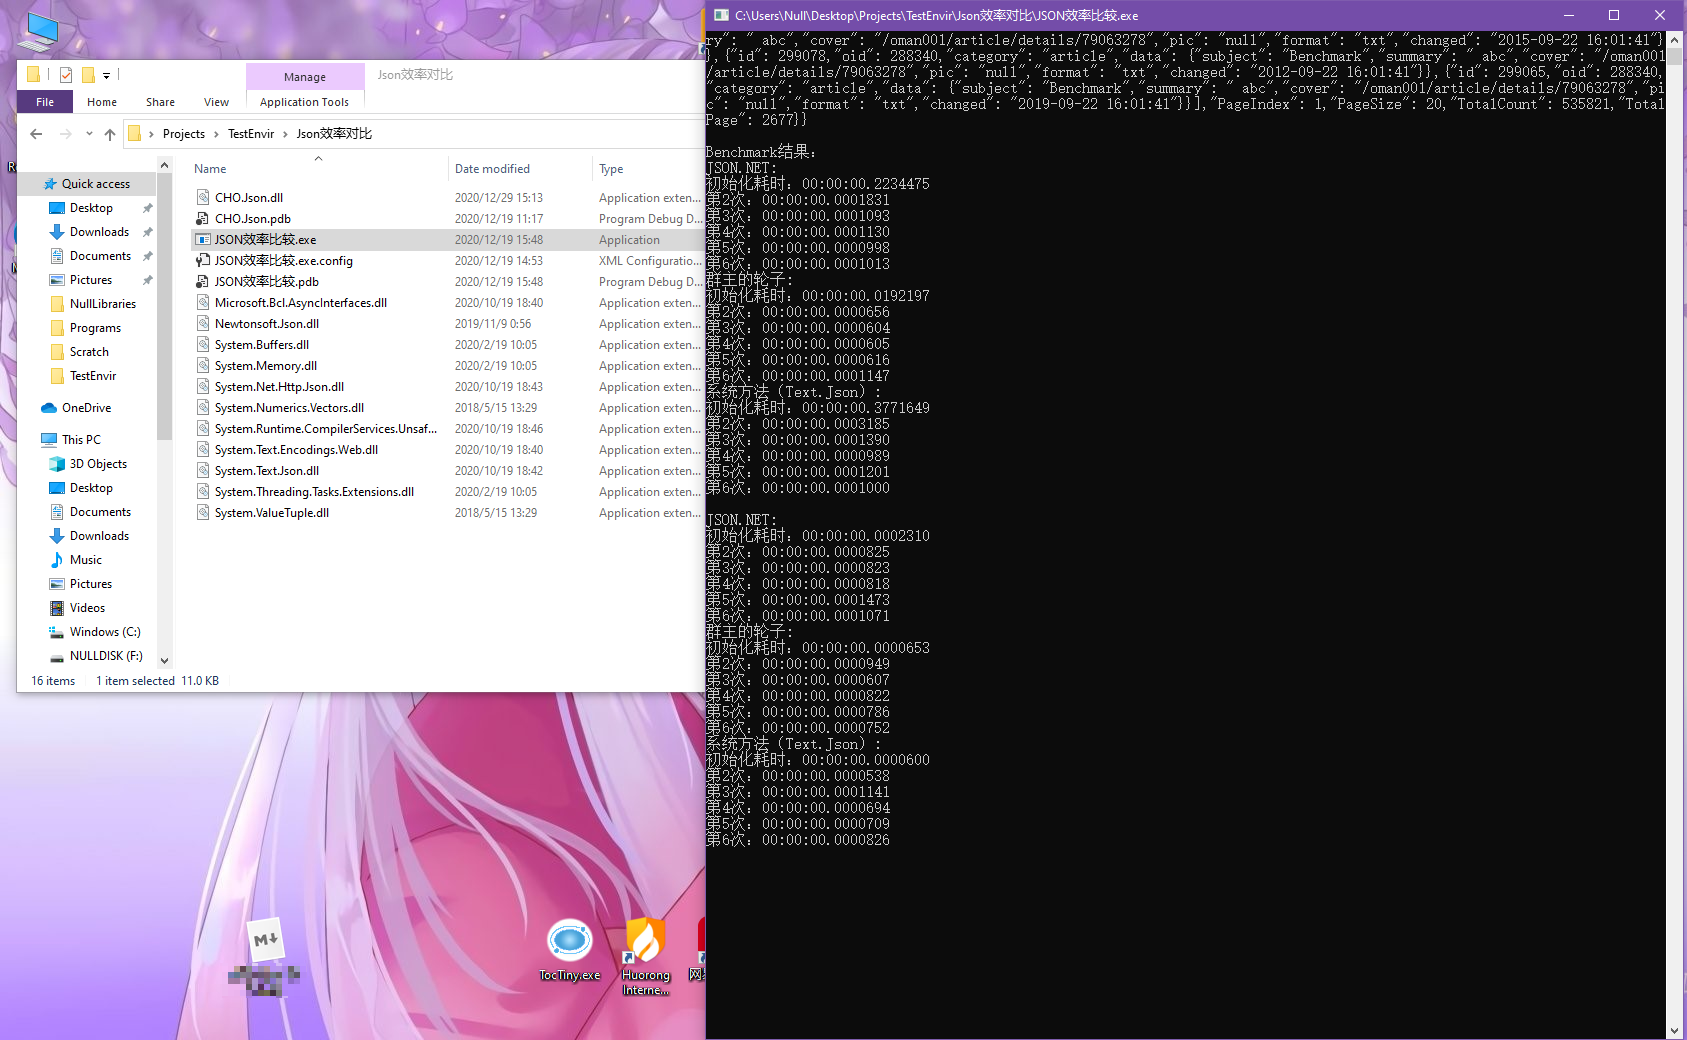 Manage
Json效率对比
File
Home
Share
View
Application Tools
Projects
TestEnvir
Json效率对比
Quick access
Desktop
Downloads
Documents
Pictures
NullLibraries
Programs
Scratch
TestEnvir
OneDrive
This PC
3D Objects
Desktop
Documents
Downloads
Music
Pictures
Videos
Windows (C:)
NULLDISK (F:)
Name Date modified Type
CHO.Json.dll 2020/12/29 15:13 Application exten...
CHO.Json.pdb 2020/12/19 11:17 Program Debug D...
JSON效率比较.exe 2020/12/19 15:48 Application
JSON效率比较.exe.config 2020/12/19 14:53 XML Configuratio...
JSON效率比较.pdb 2020/12/19 15:48 Program Debug D...
Microsoft.Bcl.AsyncInterfaces.dll 2020/10/19 18:40 Application exten...
Newtonsoft.Json.dll 2019/11/9 0:56 Application exten...
System.Buffers.dll 2020/2/19 10:05 Application exten...
System.Memory.dll 2020/2/19 10:05 Application exten...
System.Net.Http.Json.dll 2020/10/19 18:43 Application exten...
System.Numerics.Vectors.dll 2018/5/15 13:29 Application exten...
System.Runtime.CompilerServices.Unsaf... 2020/10/19 18:46 Application exten...
System.Text.Encodings.Web.dll 2020/10/19 18:40 Application exten...
System.Text.Json.dll 2020/10/19 18:42 Application exten...
System.Threading.Tasks.Extensions.dll 2020/2/19 10:05 Application exten...
System.ValueTuple.dll 2018/5/15 13:29 Application exten...
16 items 1 item selected 11.0 KB
M
TocTiny.exe
Huorong
Interne...
C:\Users\Null\Desktop\Projects\TestEnvir\Json效率对比\JSON效率比较.exe
ry": " abc","cover": "/oman001/article/details/79063278","pic": "null","format": "txt","changed": "2015-09-22 16:01:41"}
},{"id": 299078,"oid": 288340,"category": "article","data": {"subject": "Benchmark","summary": " abc","cover": "/oman001
/article/details/79063278","pic": "null","format": "txt","changed": "2012-09-22 16:01:41"}},{"id": 299065,"oid": 288340,
"category": "article","data": {"subject": "Benchmark","summary": " abc","cover": "/oman001/article/details/79063278","pi
c": "null","format": "txt","changed": "2019-09-22 16:01:41"}}],"PageIndex": 1,"PageSize": 20,"TotalCount": 535821,"Total
Page": 2677}}
Benchmark结果：
JSON.NET:
初始化耗时：00:00:00.2234475
第2次：00:00:00.0001831
第3次：00:00:00.0001093
第4次：00:00:00.0001130
第5次：00:00:00.0000998
第6次：00:00:00.0001013
群主的轮子：
初始化耗时：00:00:00.0192197
第2次：00:00:00.0000656
第3次：00:00:00.0000604
第4次：00:00:00.0000605
第5次：00:00:00.0000616
第6次：00:00:00.0001147
系统方法（Text.Json）：
初始化耗时：00:00:00.3771649
第2次：00:00:00.0003185
第3次：00:00:00.0001390
第4次：00:00:00.0000989
第5次：00:00:00.0001201
第6次：00:00:00.0001000
JSON.NET:
初始化耗时：00:00:00.0002310
第2次：00:00:00.0000825
第3次：00:00:00.0000823
第4次：00:00:00.0000818
第5次：00:00:00.0001473
第6次：00:00:00.0001071
群主的轮子：
初始化耗时：00:00:00.0000653
第2次：00:00:00.0000949
第3次：00:00:00.0000607
第4次：00:00:00.0000822
第5次：00:00:00.0000786
第6次：00:00:00.0000752
系统方法（Text.Json）：
初始化耗时：00:00:00.0000600
第2次：00:00:00.0000538
第3次：00:00:00.0001141
第4次：00:00:00.0000694
第5次：00:00:00.0000709
第6次：00:00:00.0000826